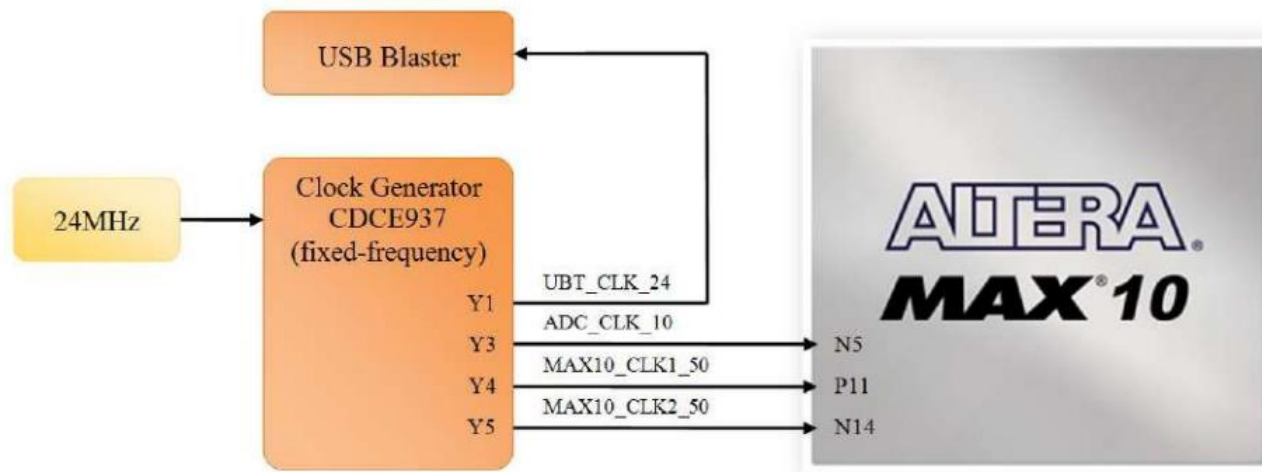 USB Blaster
24MHz
Clock Generator
CDCE937
(fixed-frequency)
Y1
UBT_CLK_24
Y3
ADC_CLK_10
N5
Y4
MAX10_CLK1_50
P11
Y5
MAX10_CLK2_50
N14
ALTERA®
MAX® 10